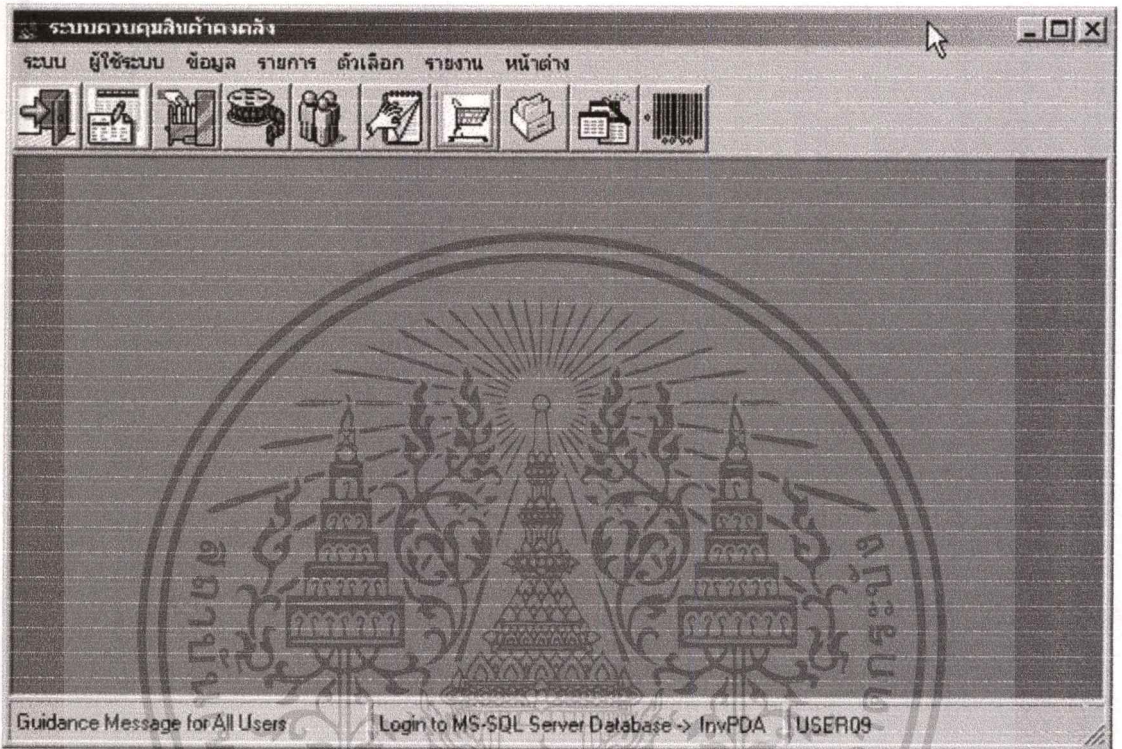 ระบบควบคุมสินค้าคงคลัง
ระบบ ผู้ใช้ระบบ ข้อมูล รายการ ตัวเลือก รายงาน หน้าต่าง
Guidance Message for All Users Login to MS-SQL Server Database -> InvPDA USER09